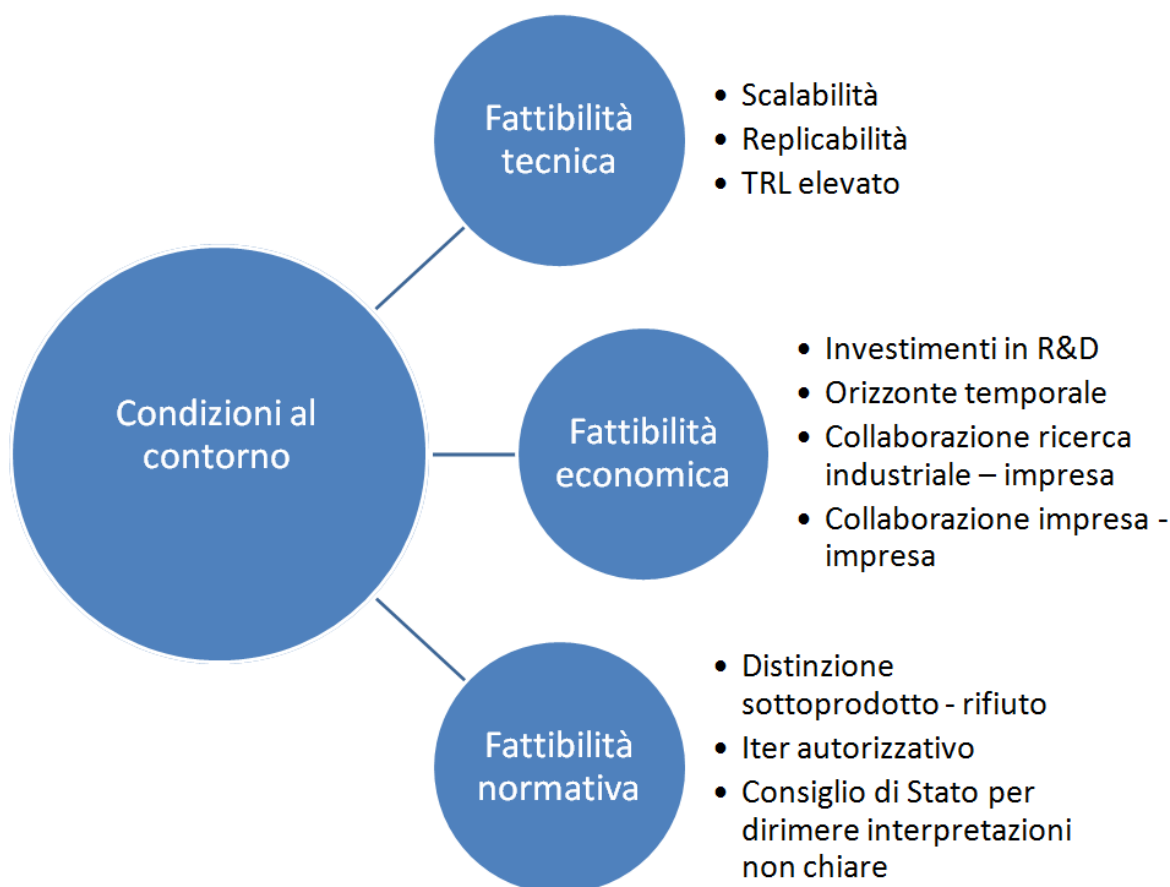 Fattibilità
tecnica
• Scalabilità
• Replicabilità
• TRL elevato
Condizioni al
contorno
Fattibilità
economica
• Investimenti in R&D
• Orizzonte temporale
• Collaborazione ricerca
industriale – impresa
• Collaborazione impresa -
impresa
Fattibilità
normativa
• Distinzione
sottoprodotto - rifiuto
• Iter autorizzativo
• Consiglio di Stato per
dirimere interpretazioni
non chiare